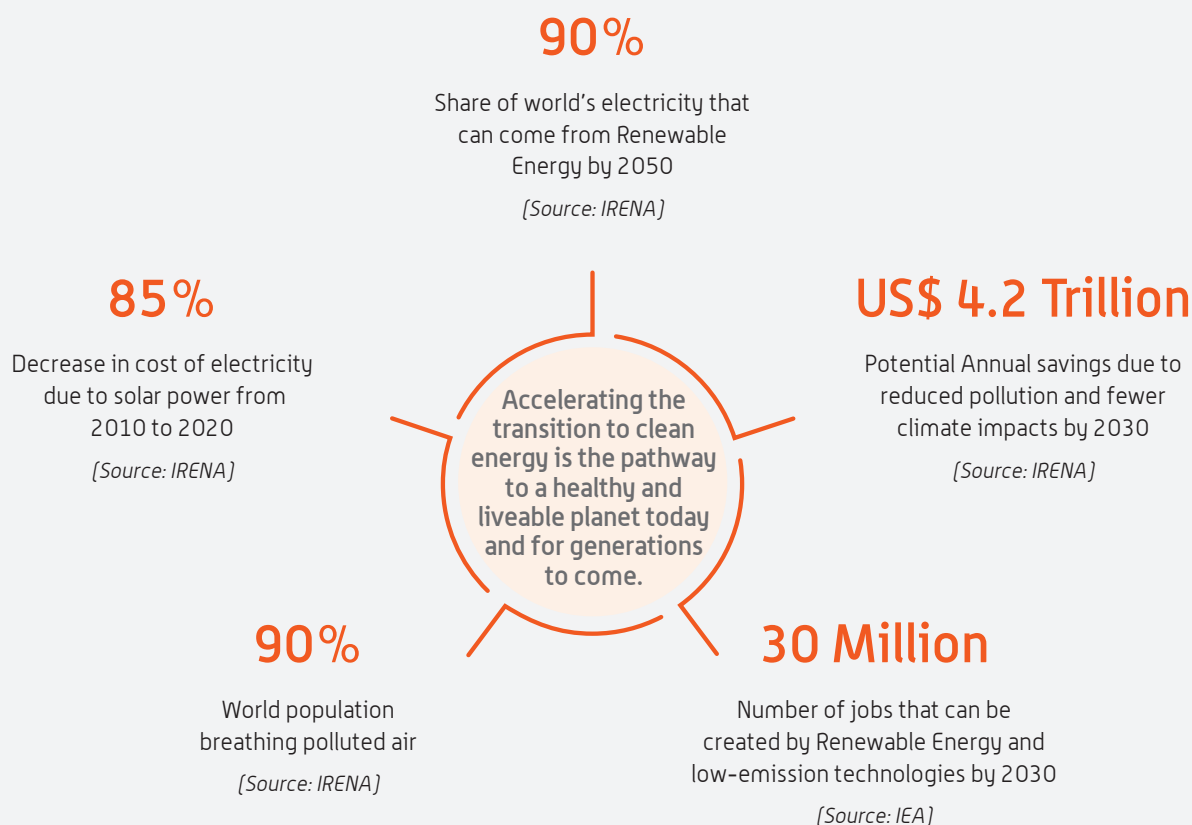 90%
Share of world's electricity that
can come from Renewable
Energy by 2050
(Source: IRENA)
85%
Decrease in cost of electricity
due to solar power from
2010 to 2020
(Source: IRENA)
US$ 4.2 Trillion
Potential Annual savings due to
reduced pollution and fewer
climate impacts by 2030
(Source: IRENA)
Accelerating the
transition to clean
energy is the pathway
to a healthy and
liveable planet today
and for generations
to come.
90%
World population
breathing polluted air
(Source: IRENA)
30 Million
Number of jobs that can be
created by Renewable Energy and
low-emission technologies by 2030
(Source: IEA)